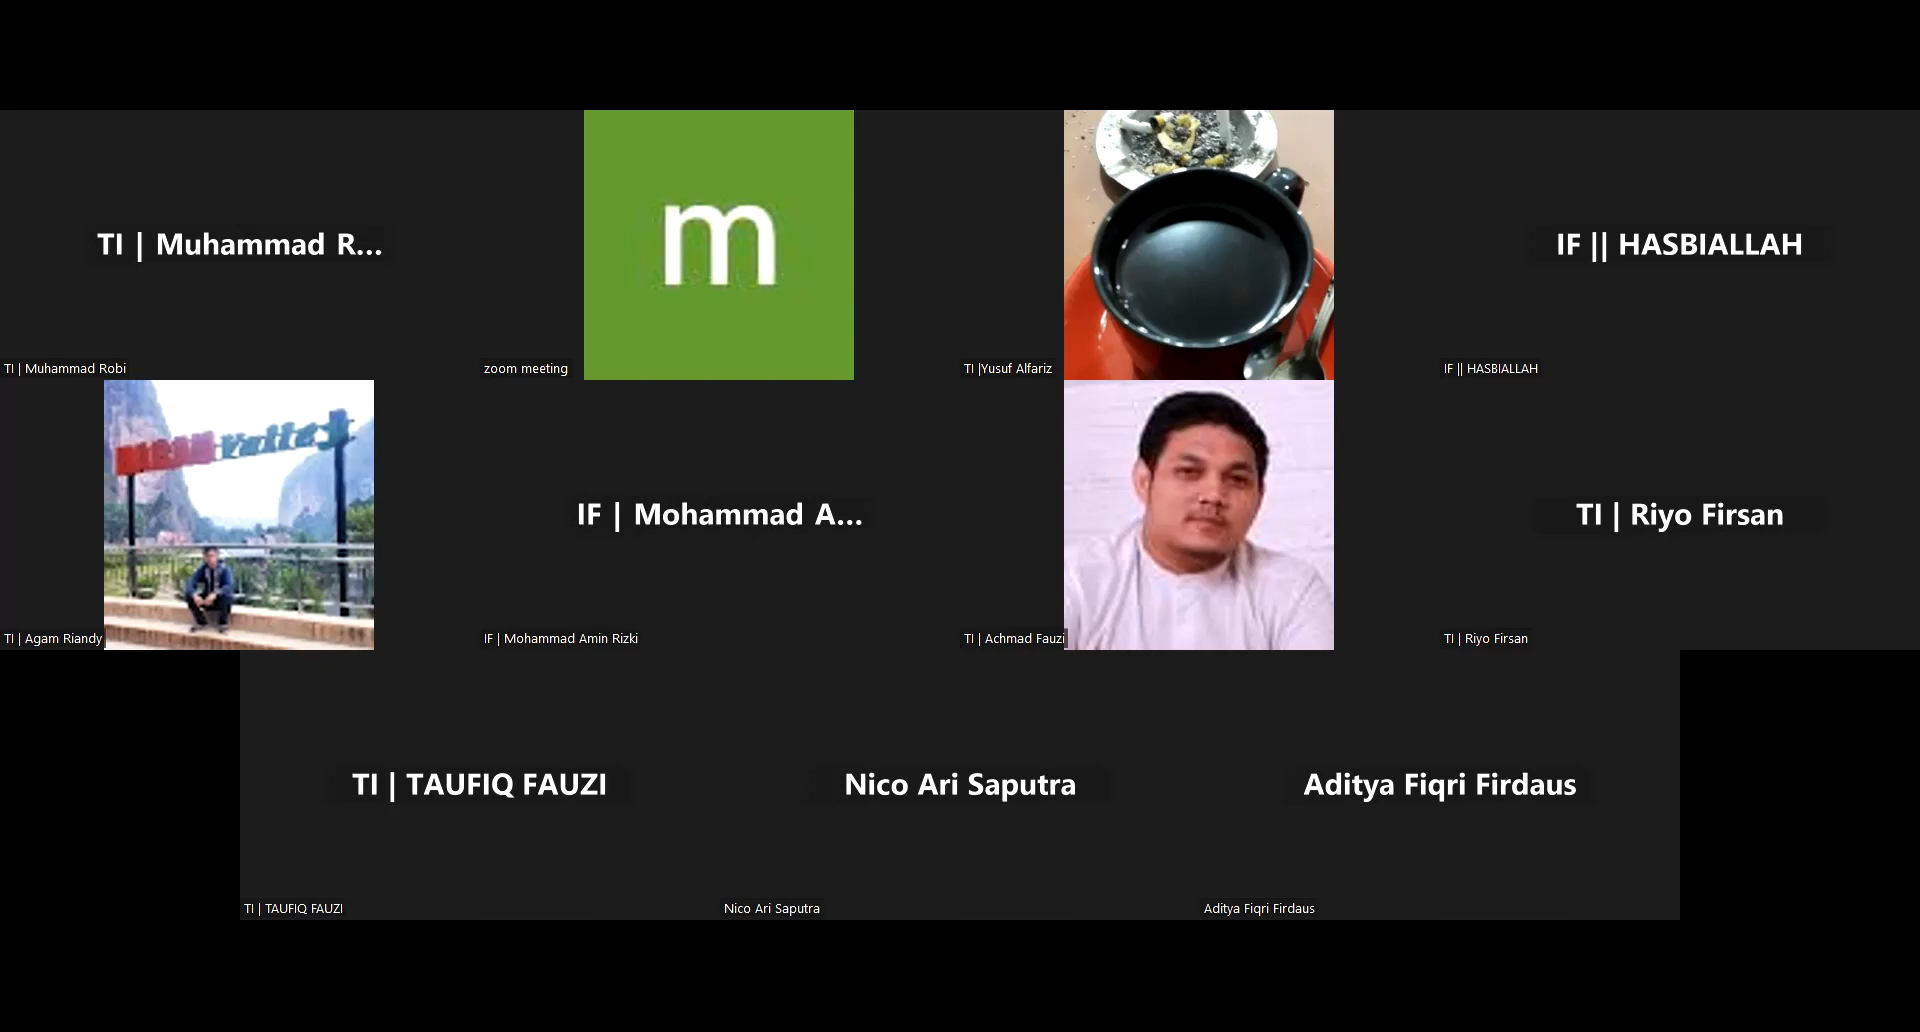 TI | Muhammad R...
m
IF || HASBIALLAH
TI | Muhammad Robi
zoom meeting
TI |Yusuf Alfariz
IF || HASBIALLAH
Valley
IF | Mohammad A...
TI | Riyo Firsan
TI | Agam Riandy
IF | Mohammad Amin Rizki
TI | Achmad Fauzi
TI | Riyo Firsan
TI | TAUFIQ FAUZI
Nico Ari Saputra
Aditya Fiqri Firdaus
TI | TAUFIQ FAUZI
Nico Ari Saputra
Aditya Fiqri Firdaus